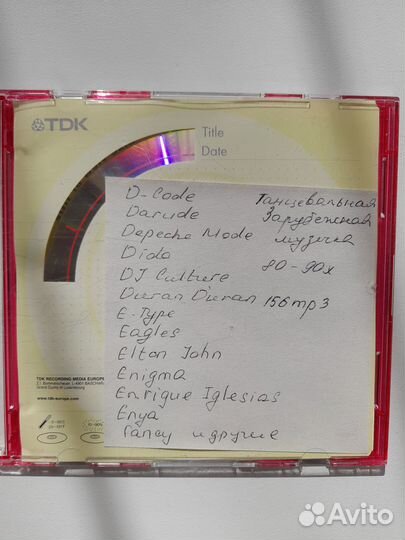 TDK
Title
Date
D-Code Танцевальная
Darude Зарубежная
Depeche Mode музыка
Dido 80-90х
DJ Culture
Duran Duran 156 mp3
E-Type
Eagles
Elton John
Enigma
Enrique Iglesias
Enya
Fancy и другие
TDK RECORDING MEDIA EUROPE
www.tdk-europe.com
Avito